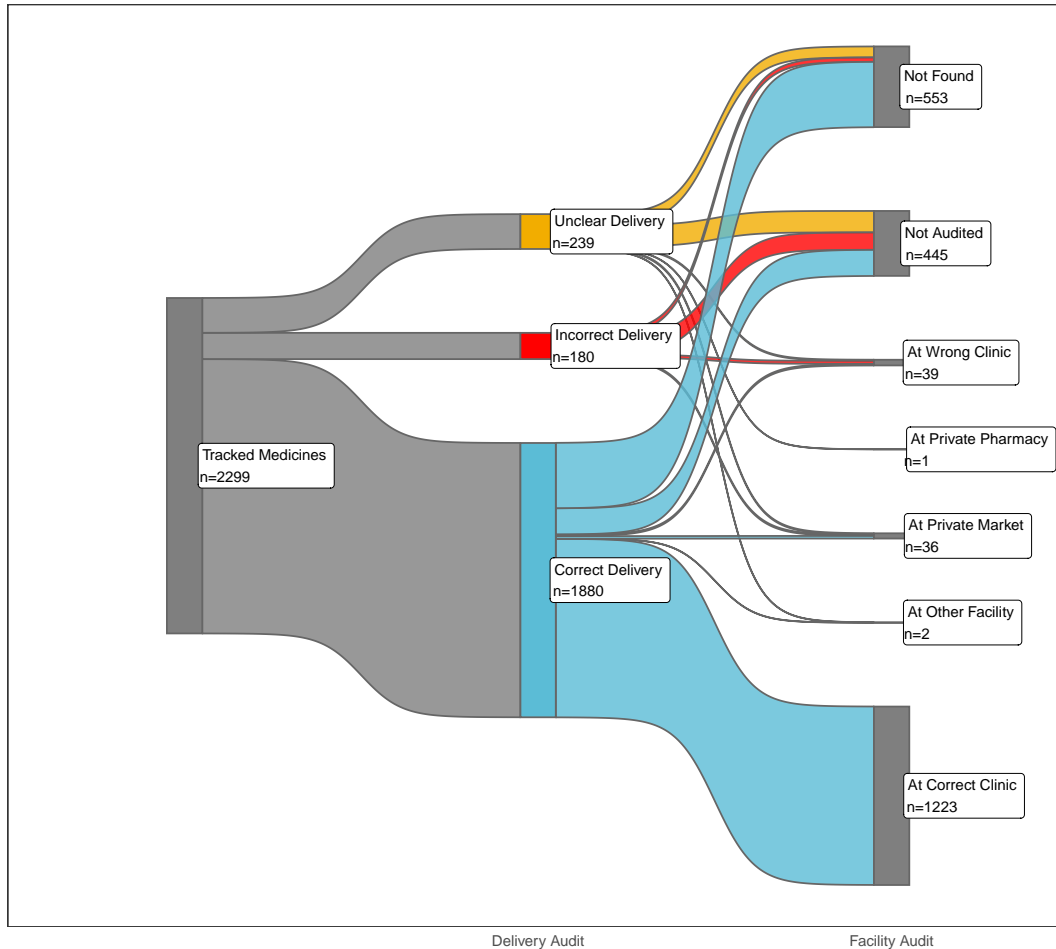 Not Found
n=553
Unclear Delivery
n=239
Not Audited
n=445
Incorrect Delivery
n=180
At Wrong Clinic
n=39
Tracked Medicines
n=2299
At Private Pharmacy
n=1
At Private Market
n=36
Correct Delivery
n=1880
At Other Facility
n=2
At Correct Clinic
n=1223
Delivery Audit
Facility Audit